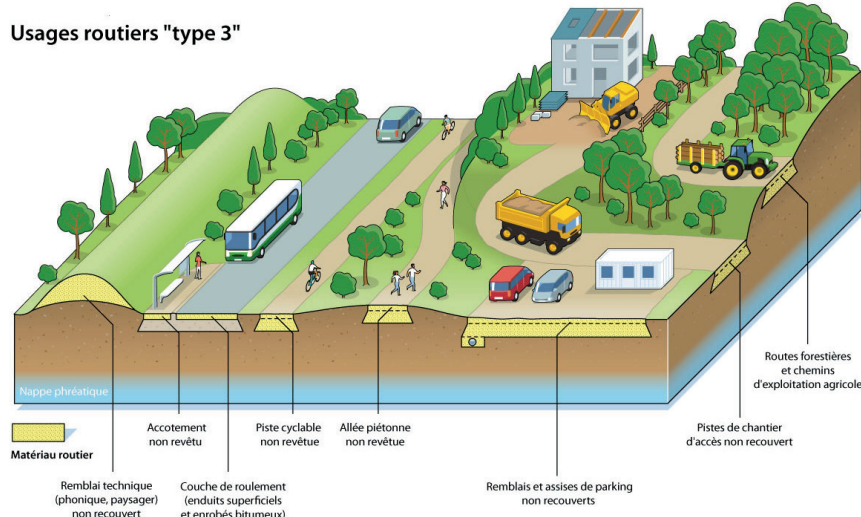 Usages routiers "type 3"
Nappe phréatique
Matériau routier
Remblai technique
(phonique, paysager)
non recouvert
Accotement
non revêtu
Couche de roulement
(enduits superficiels
et enrobés bitumeux)
Piste cyclable
non revêtue
Allée piétonne
non revêtue
Remblais et assises de parking
non recouverts
Pistes de chantier
d'accès non recouvert
Routes forestières
et chemins
d'exploitation agricole